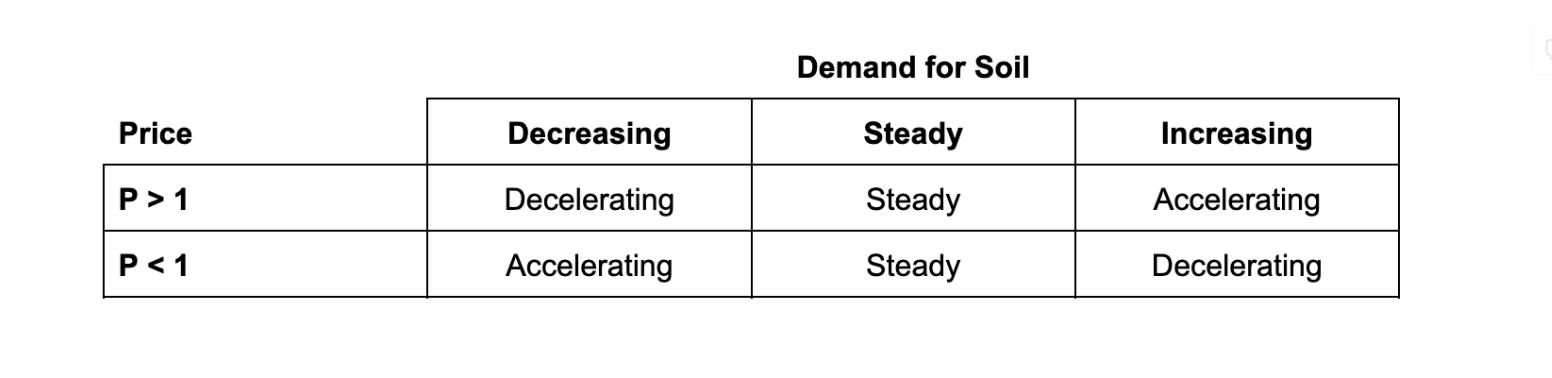 Demand for Soil
Price Decreasing Steady Increasing
P > 1 Decelerating Steady Accelerating
P < 1 Accelerating Steady Decelerating